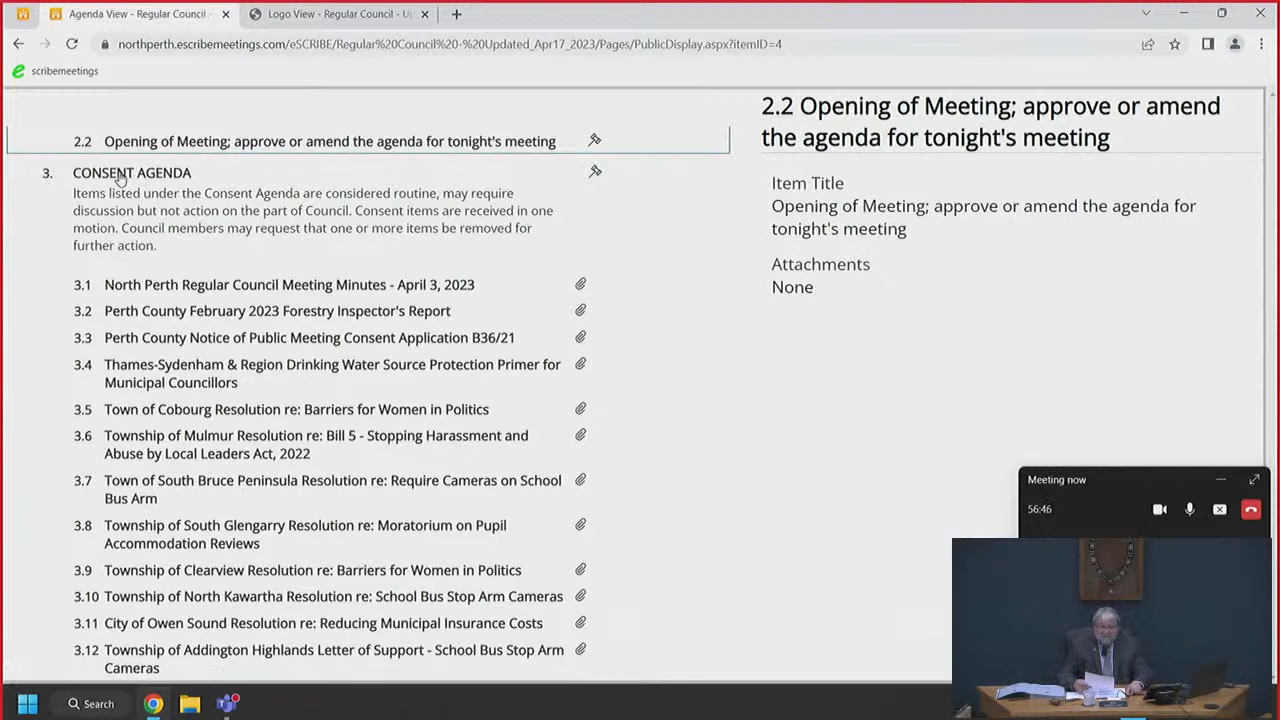 Agenda View - Regular Council -
Logo View - Regular Council - U
northperth.escribemeetings.com/eSCRIBE/Regular%20Council%20-%20Updated_Apr17_2023/Pages/PublicDisplay.aspx?itemID=4
scribemeetings
2.2 Opening of Meeting; approve or amend the agenda for tonight's meeting
3. CONSENT AGENDA
Items listed under the Consent Agenda are considered routine, may require
discussion but not action on the part of Council. Consent items are received in one
motion. Council members may request that one or more items be removed for
further action.
3.1 North Perth Regular Council Meeting Minutes - April 3, 2023
3.2 Perth County February 2023 Forestry Inspector's Report
3.3 Perth County Notice of Public Meeting Consent Application B36/21
3.4 Thames-Sydenham & Region Drinking Water Source Protection Primer for
Municipal Councillors
3.5 Town of Cobourg Resolution re: Barriers for Women in Politics
3.6 Township of Mulmur Resolution re: Bill 5 - Stopping Harassment and
Abuse by Local Leaders Act, 2022
3.7 Town of South Bruce Peninsula Resolution re: Require Cameras on School
Bus Arm
3.8 Township of South Glengarry Resolution re: Moratorium on Pupil
Accommodation Reviews
3.9 Township of Clearview Resolution re: Barriers for Women in Politics
3.10 Township of North Kawartha Resolution re: School Bus Stop Arm Cameras
3.11 City of Owen Sound Resolution re: Reducing Municipal Insurance Costs
3.12 Township of Addington Highlands Letter of Support - School Bus Stop Arm
Cameras
2.2 Opening of Meeting; approve or amend
the agenda for tonight's meeting
Item Title
Opening of Meeting; approve or amend the agenda for
tonight's meeting
Attachments
None
Meeting now
56:46
Search